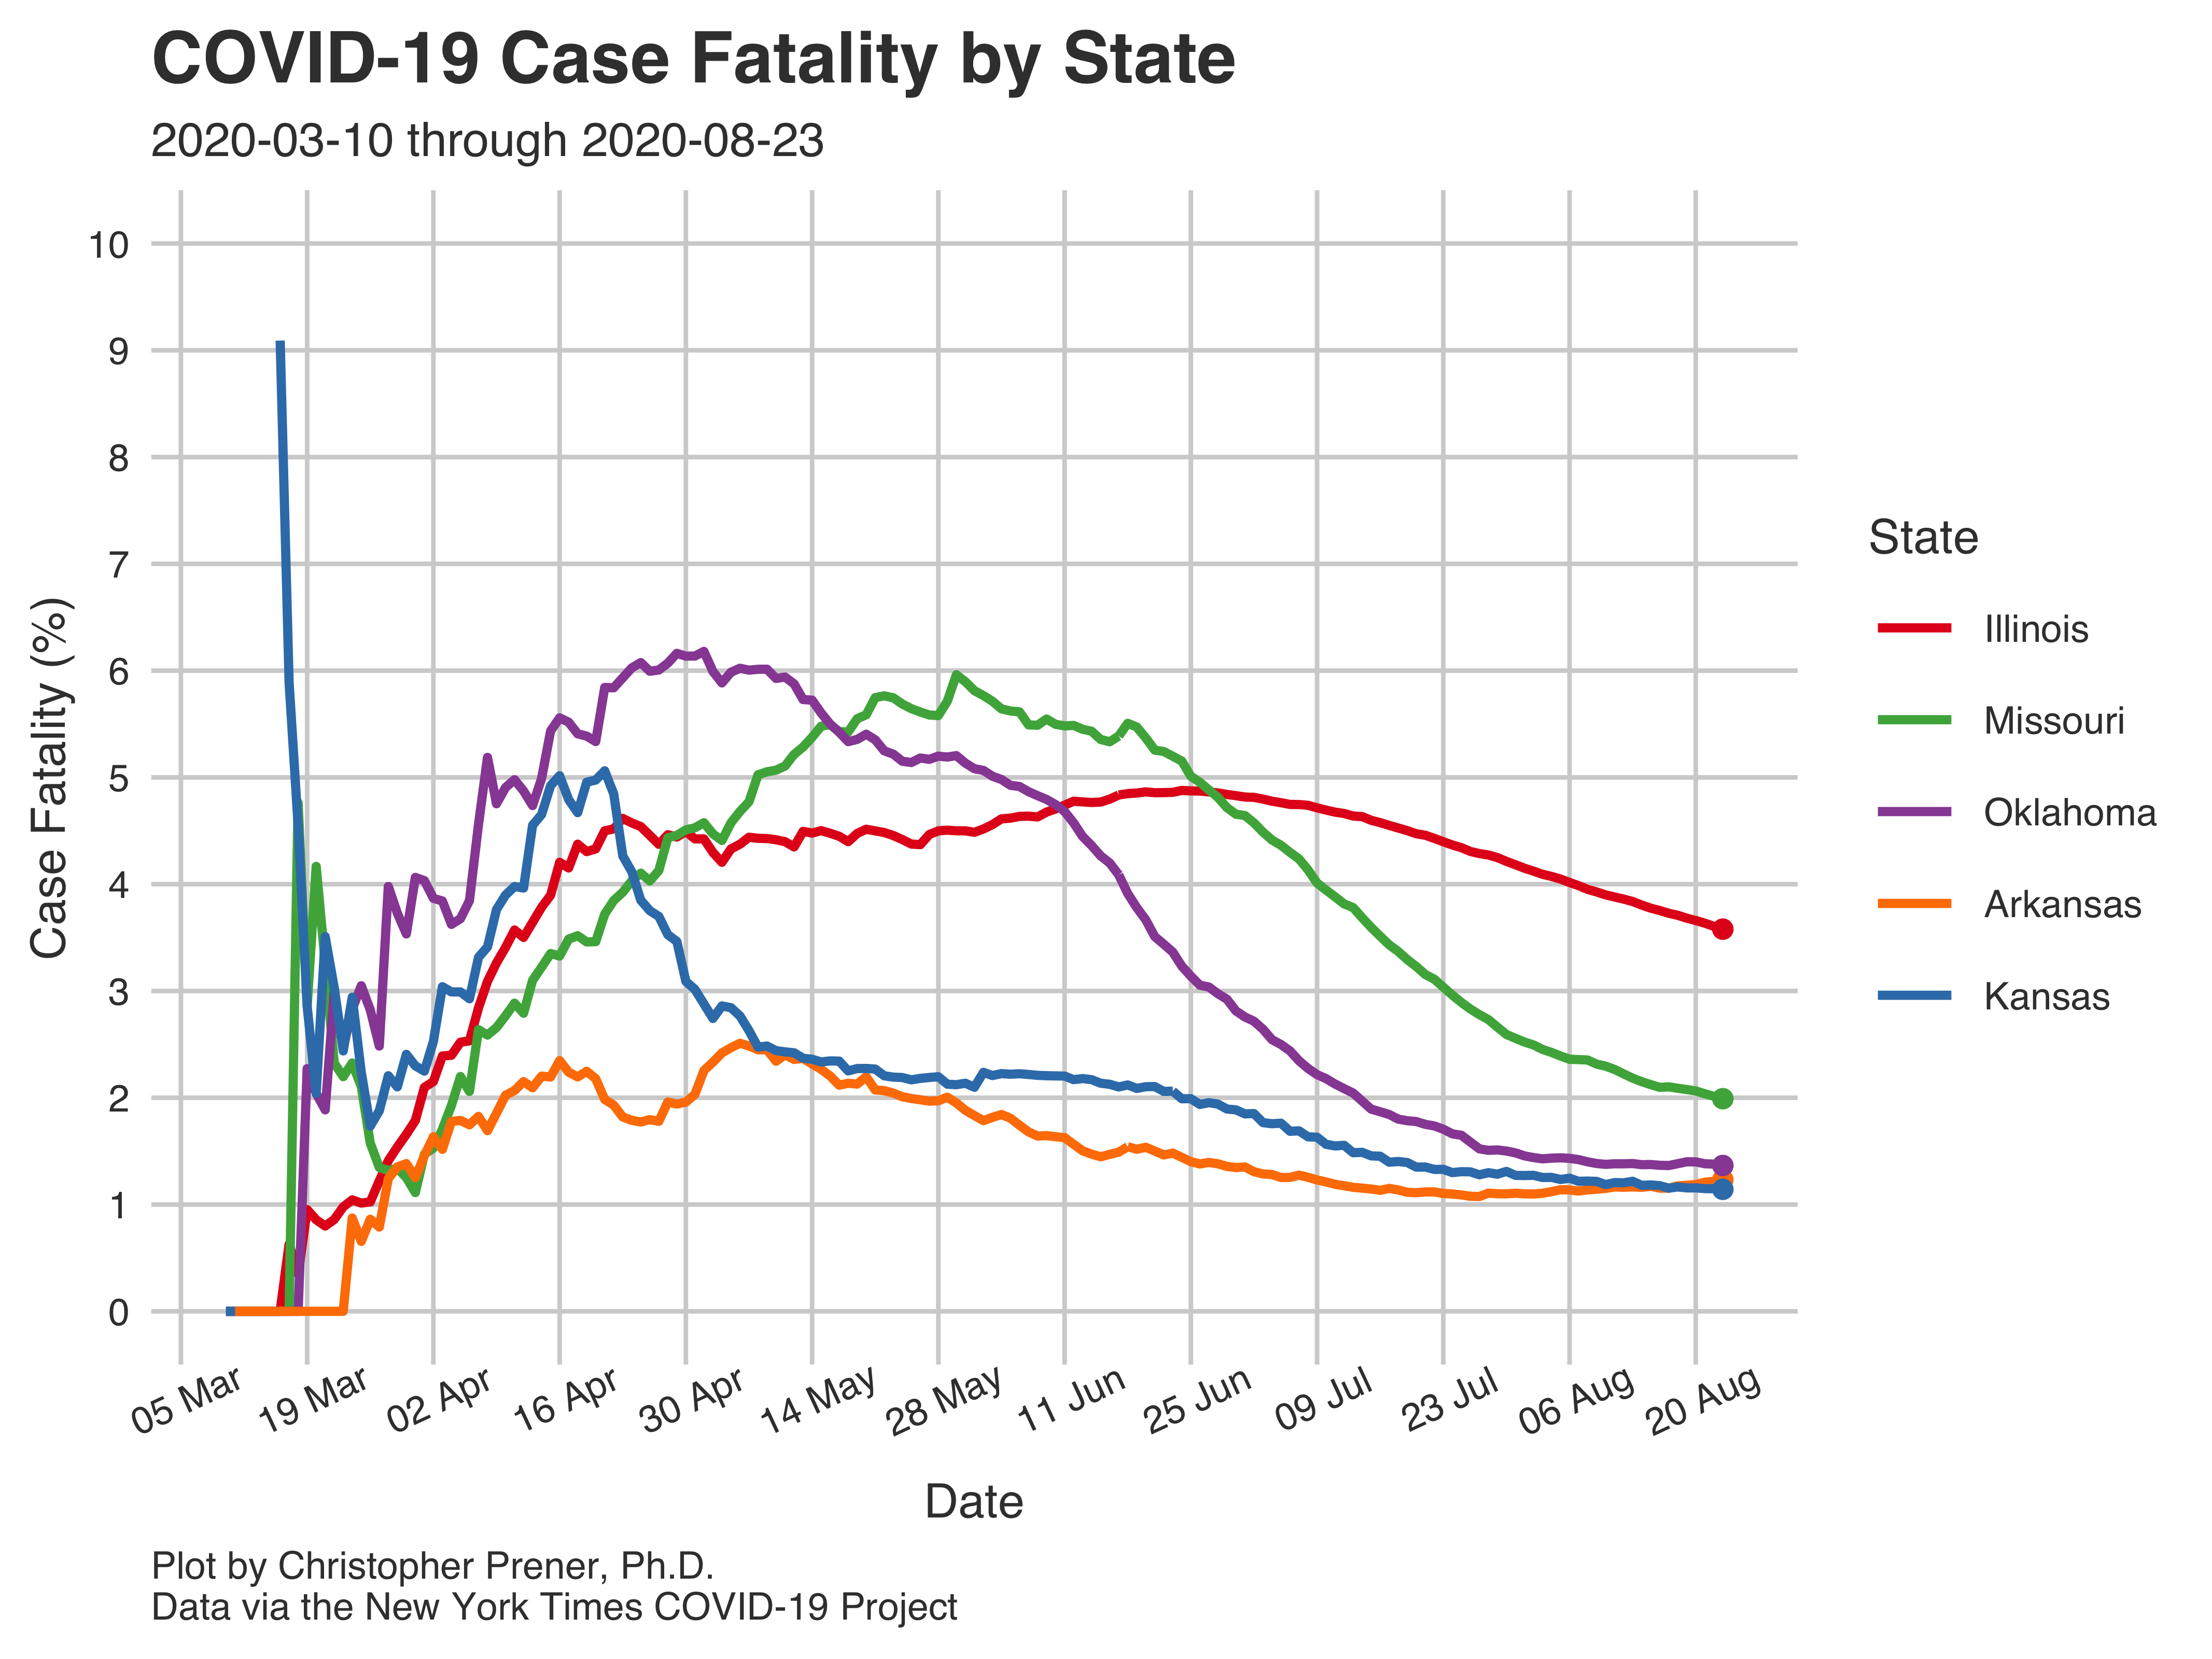 COVID-19 Case Fatality by State
2020-03-10 through 2020-08-23
Case Fatality (%)
10
9
8
7
6
5
4
3
2
1
0
05 Mar
19 Mar
02 Apr
16 Apr
30 Apr
14 May
28 May
11 Jun
25 Jun
09 Jul
23 Jul
06 Aug
20 Aug
Date
State
Illinois
Missouri
Oklahoma
Arkansas
Kansas
Plot by Christopher Prener, Ph.D.
Data via the New York Times COVID-19 Project